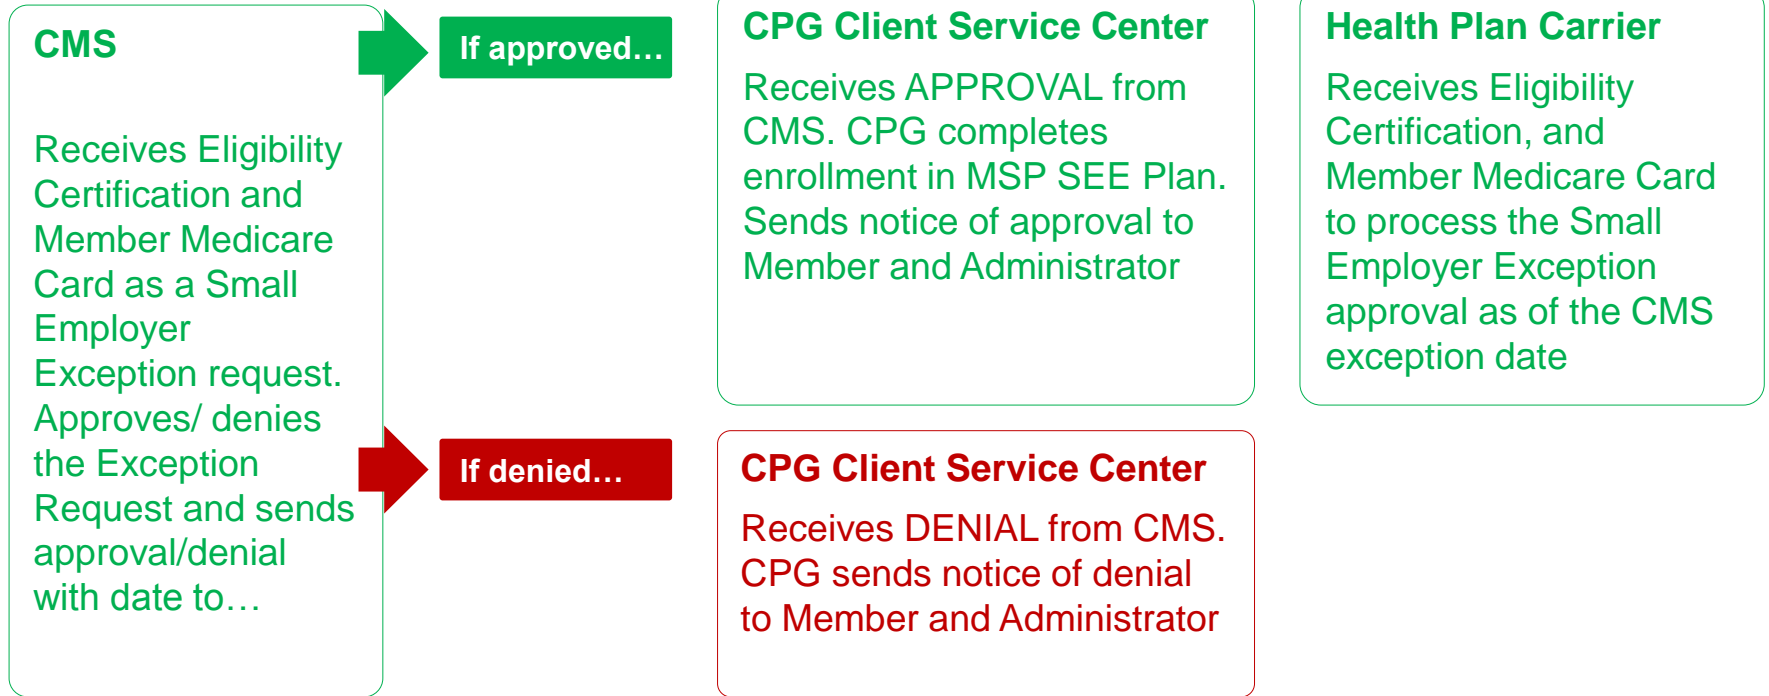 CMS
Receives Eligibility
Certification and
Member Medicare
Card as a Small
Employer
Exception request.
Approves/ denies
the Exception
Request and sends
approval/denial
with date to…
If approved…
CPG Client Service Center
Receives APPROVAL from
CMS. CPG completes
enrollment in MSP SEE Plan.
Sends notice of approval to
Member and Administrator
Health Plan Carrier
Receives Eligibility
Certification, and
Member Medicare Card
to process the Small
Employer Exception
approval as of the CMS
exception date
If denied…
CPG Client Service Center
Receives DENIAL from CMS.
CPG sends notice of denial
to Member and Administrator